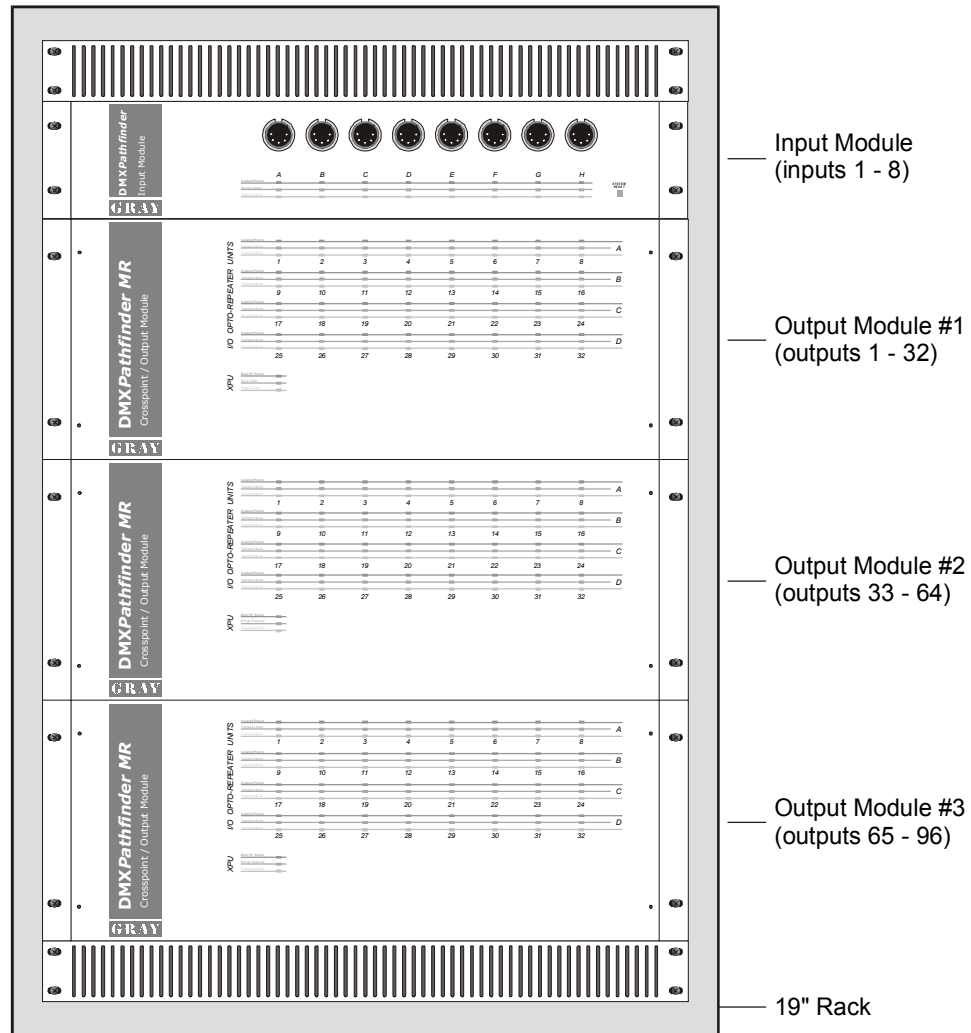 DMXPathfinder
Input Module
GRAY
A B C D E F G H
SYSTEM
RESET
Input Module
(inputs 1 - 8)
DMXPathfinder MR
Crosspoint / Output Module
GRAY
I/O OPTO-REPEATER UNITS
A
1 2 3 4 5 6 7 8
B
9 10 11 12 13 14 15 16
C
17 18 19 20 21 22 23 24
D
25 26 27 28 29 30 31 32
XPU
Output Module #1
(outputs 1 - 32)
DMXPathfinder MR
Crosspoint / Output Module
GRAY
I/O OPTO-REPEATER UNITS
A
1 2 3 4 5 6 7 8
B
9 10 11 12 13 14 15 16
C
17 18 19 20 21 22 23 24
D
25 26 27 28 29 30 31 32
XPU
Output Module #2
(outputs 33 - 64)
DMXPathfinder MR
Crosspoint / Output Module
GRAY
I/O OPTO-REPEATER UNITS
A
1 2 3 4 5 6 7 8
B
9 10 11 12 13 14 15 16
C
17 18 19 20 21 22 23 24
D
25 26 27 28 29 30 31 32
XPU
Output Module #3
(outputs 65 - 96)
19" Rack